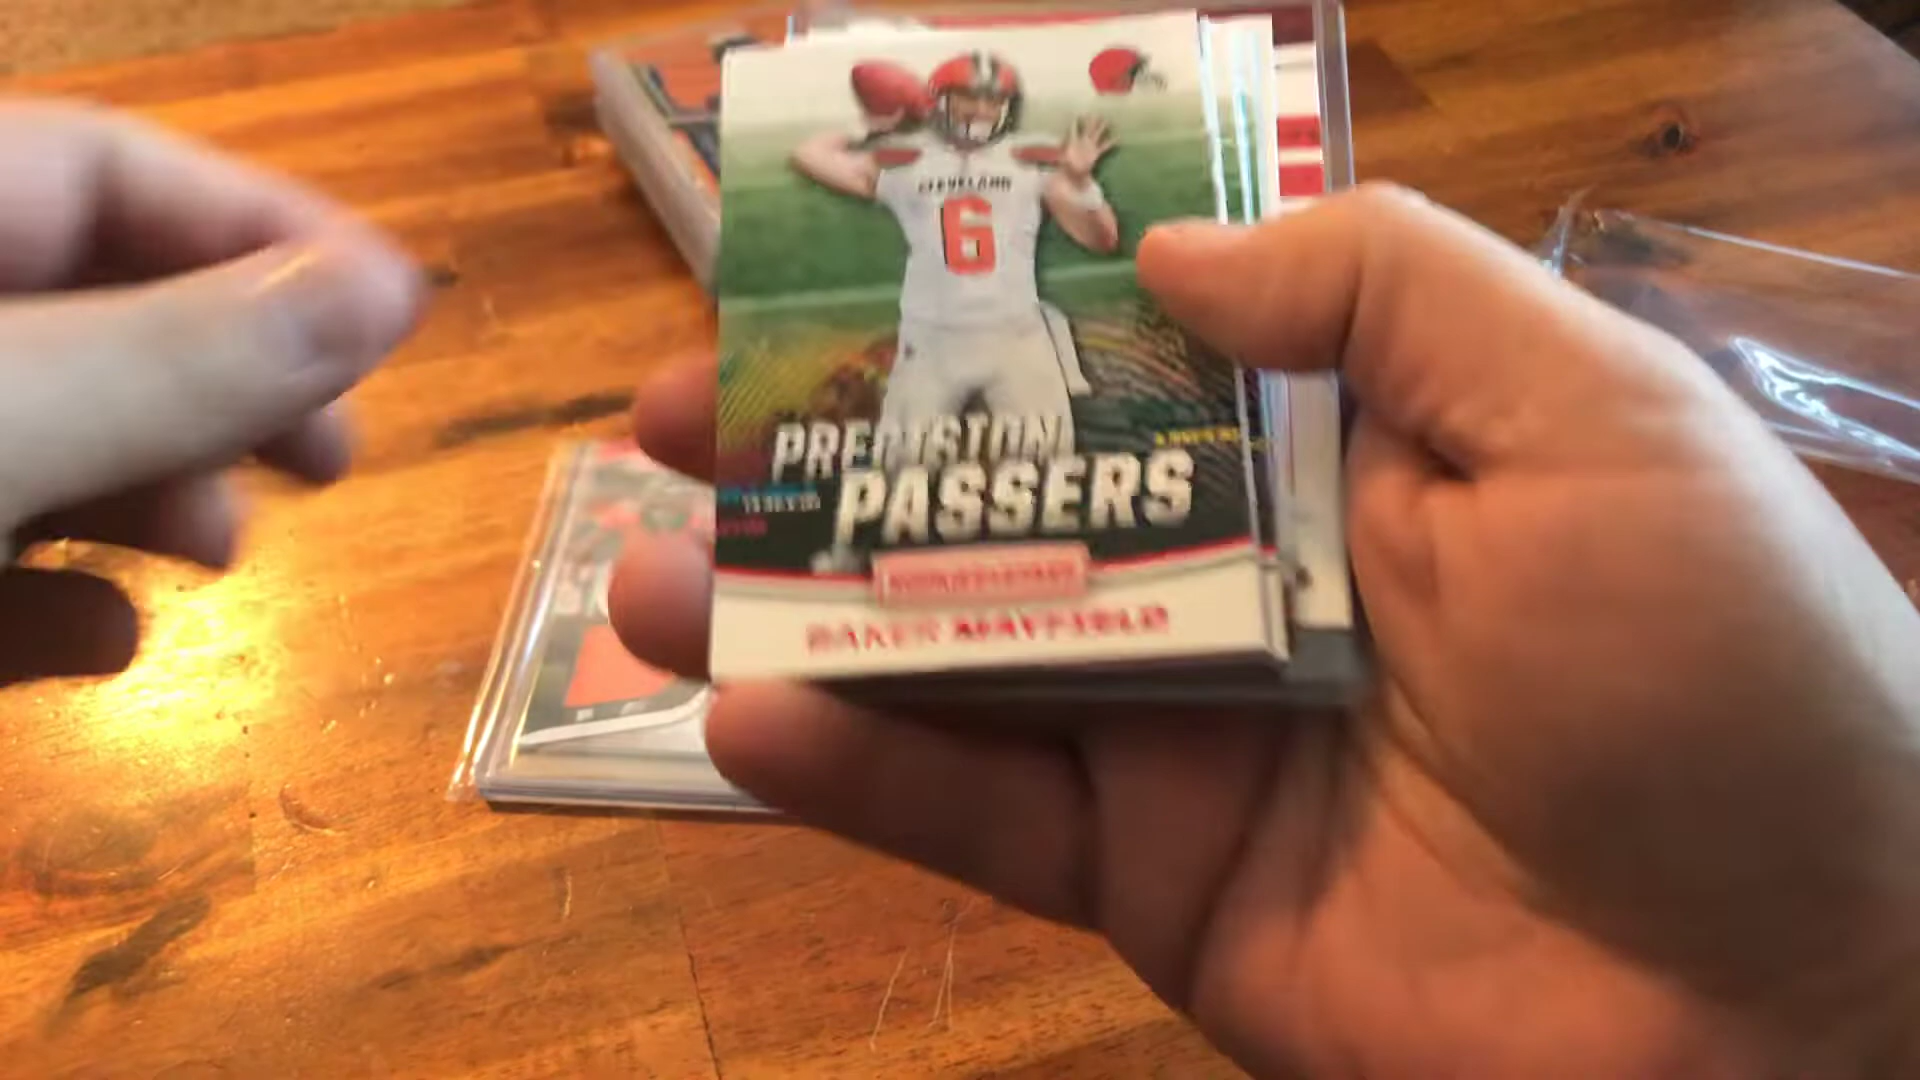 CLEVELAND
6
PRECISION
PASSERS
BAKER MAYFIELD